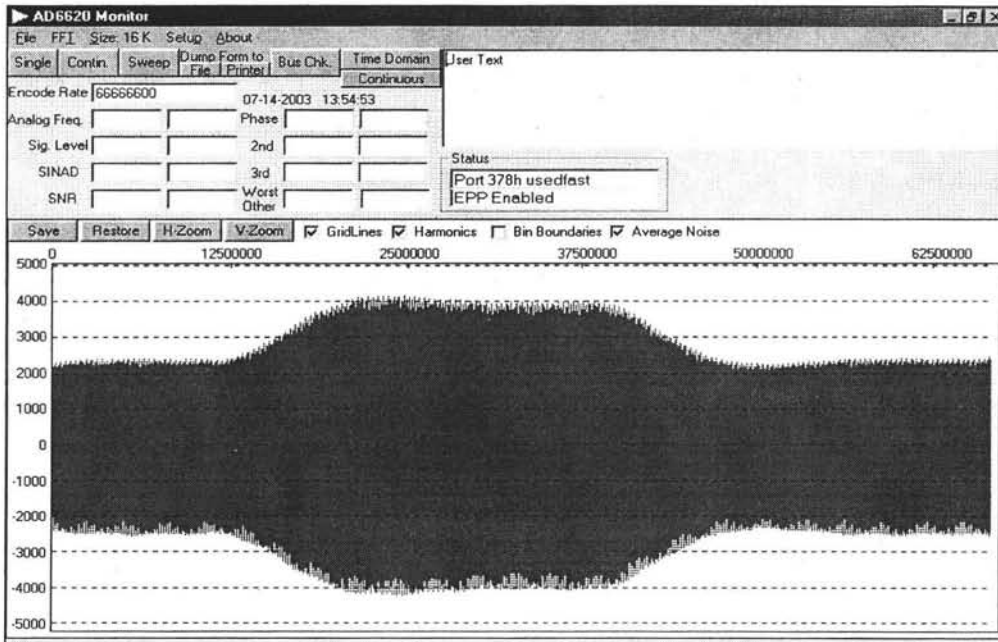 AD6620 Monitor
File FFT Size: 16 K Setup About
Single Contin. Sweep Dump File Form to Printer Bus Chk. Time Domain Continuous
User Text
Encode Rate 66666600
07-14-2003 13:54:53
Analog Freq. Phase
Sig. Level 2nd
SINAD 3rd
SNR Worst Other
Status
Port 378h usedfast
EPP Enabled
Save Restore H-Zoom V-Zoom GridLines Harmonics Bin Boundaries Average Noise
0 12500000 25000000 37500000 50000000 62500000
5000
4000
3000
2000
1000
0
-1000
-2000
-3000
-4000
-5000